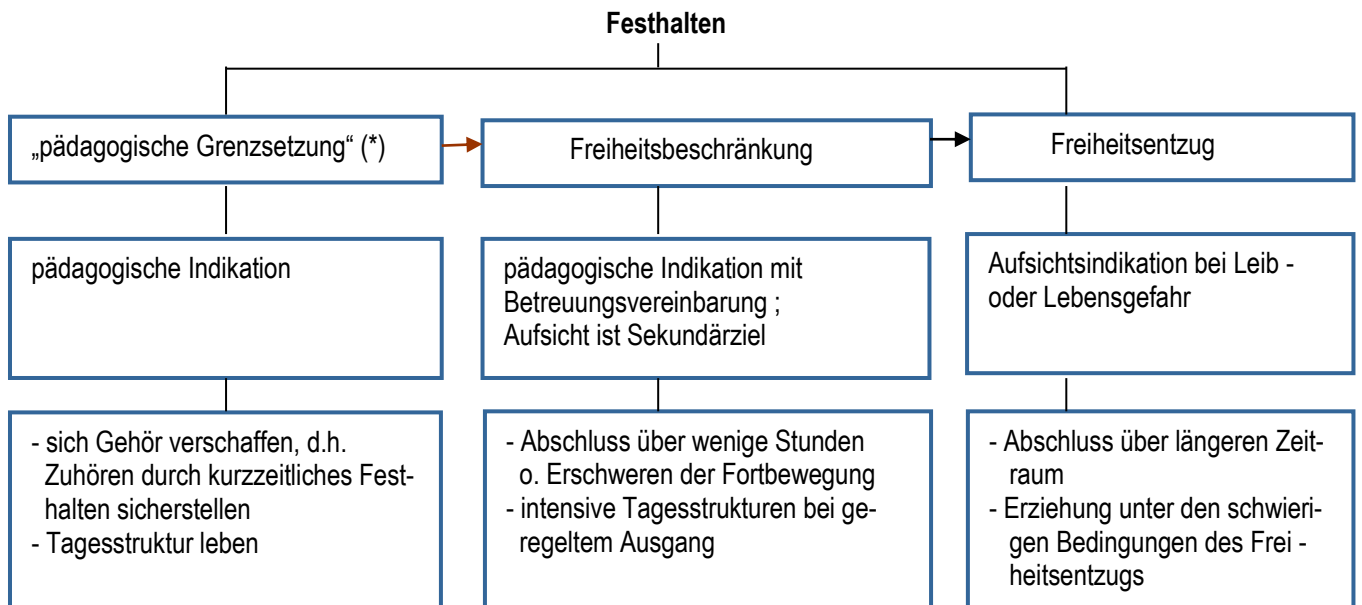 Festhalten
„pädagogische Grenzsetzung“ (*)
Freiheitsbeschränkung
Freiheitsentzug
pädagogische Indikation
pädagogische Indikation mit
Betreuungsvereinbarung ;
Aufsicht ist Sekundärziel
Aufsichtsindikation bei Leib -
oder Lebensgefahr
- sich Gehör verschaffen, d.h.
Zuhören durch kurzzeitliches Fest-
halten sicherstellen
- Tagesstruktur leben
- Abschluss über wenige Stunden
o. Erschweren der Fortbewegung
- intensive Tagesstrukturen bei ge-
regeltem Ausgang
- Abschluss über längeren Zeit-
raum
- Erziehung unter den schwieri-
gen Bedingungen des Frei -
heitsentzugs